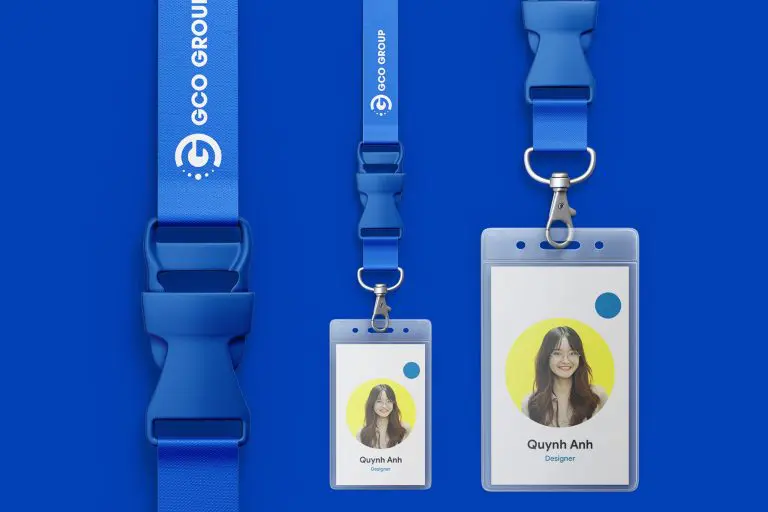 GCO GROUP
GCO GROUP
Quynh Anh
Designer
Quynh Anh
Designer